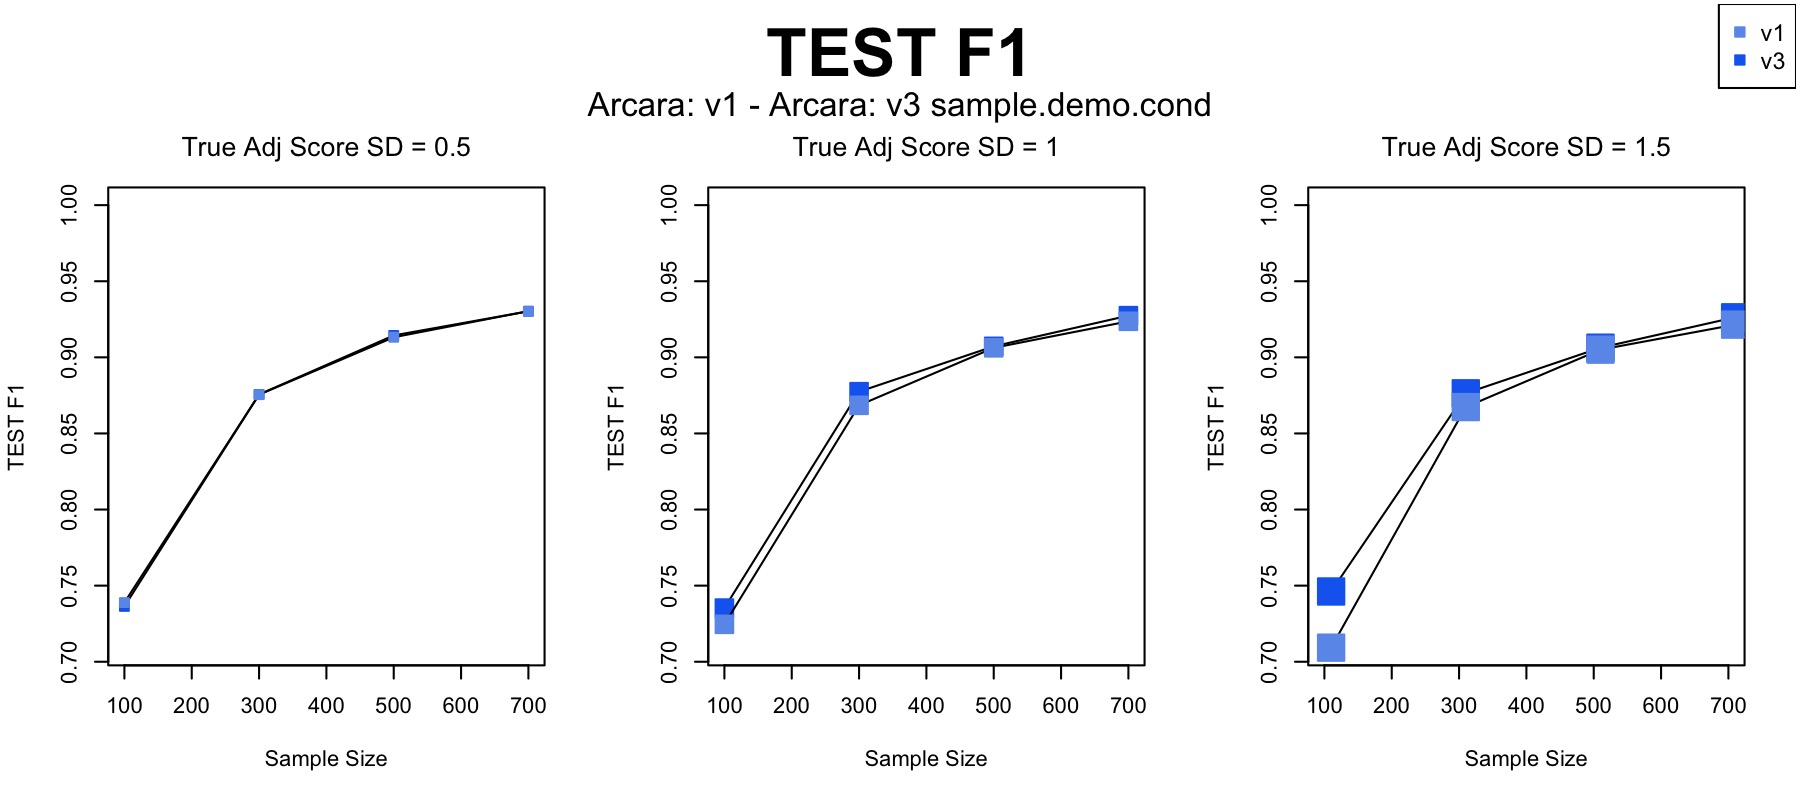 TEST F1
Arcara: v1 - Arcara: v3 sample.demo.cond
v1
v3
True Adj Score SD = 0.5
TEST F1
1.00
0.95
0.90
0.85
0.80
0.75
0.70
100 200 300 400 500 600 700
Sample Size
True Adj Score SD = 1
TEST F1
1.00
0.95
0.90
0.85
0.80
0.75
0.70
100 200 300 400 500 600 700
Sample Size
True Adj Score SD = 1.5
TEST F1
1.00
0.95
0.90
0.85
0.80
0.75
0.70
100 200 300 400 500 600 700
Sample Size